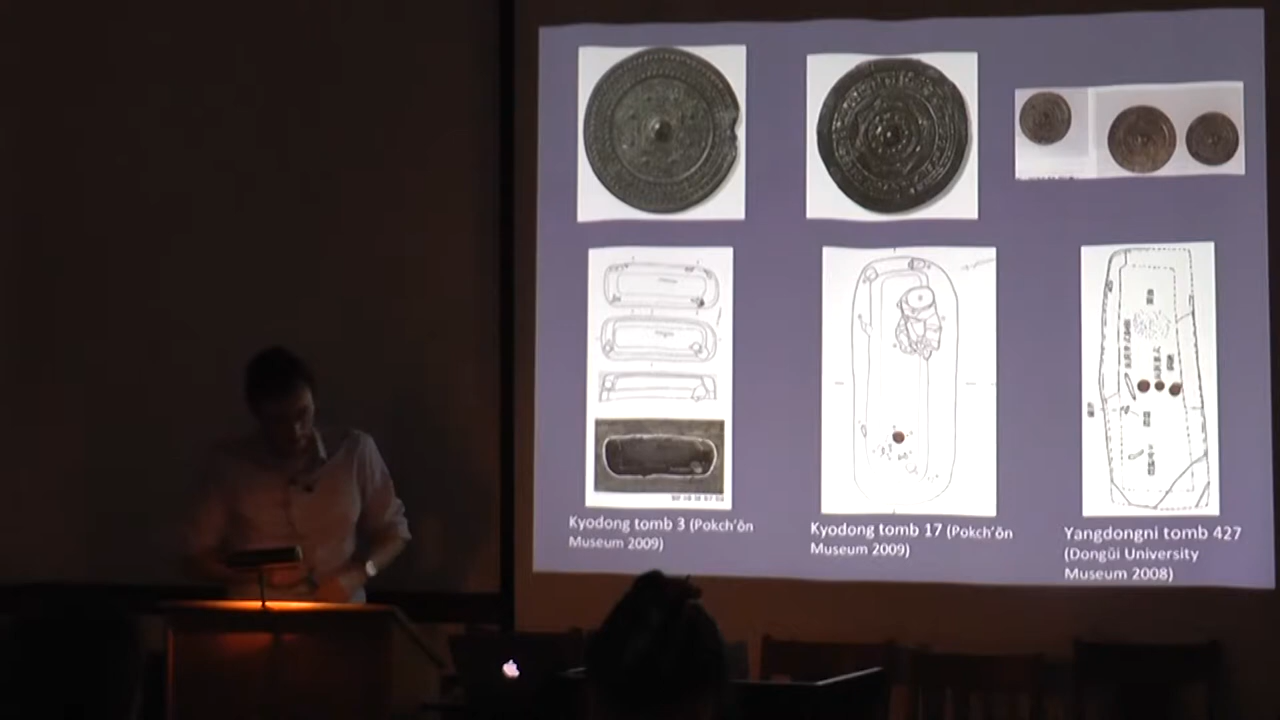 Kyodong tomb 3 (Pokch'ŏn
Museum 2009)
Kyodong tomb 17 (Pokch'ŏn
Museum 2009)
Yangdongni tomb 427
(Dongŭi University
Museum 2008)